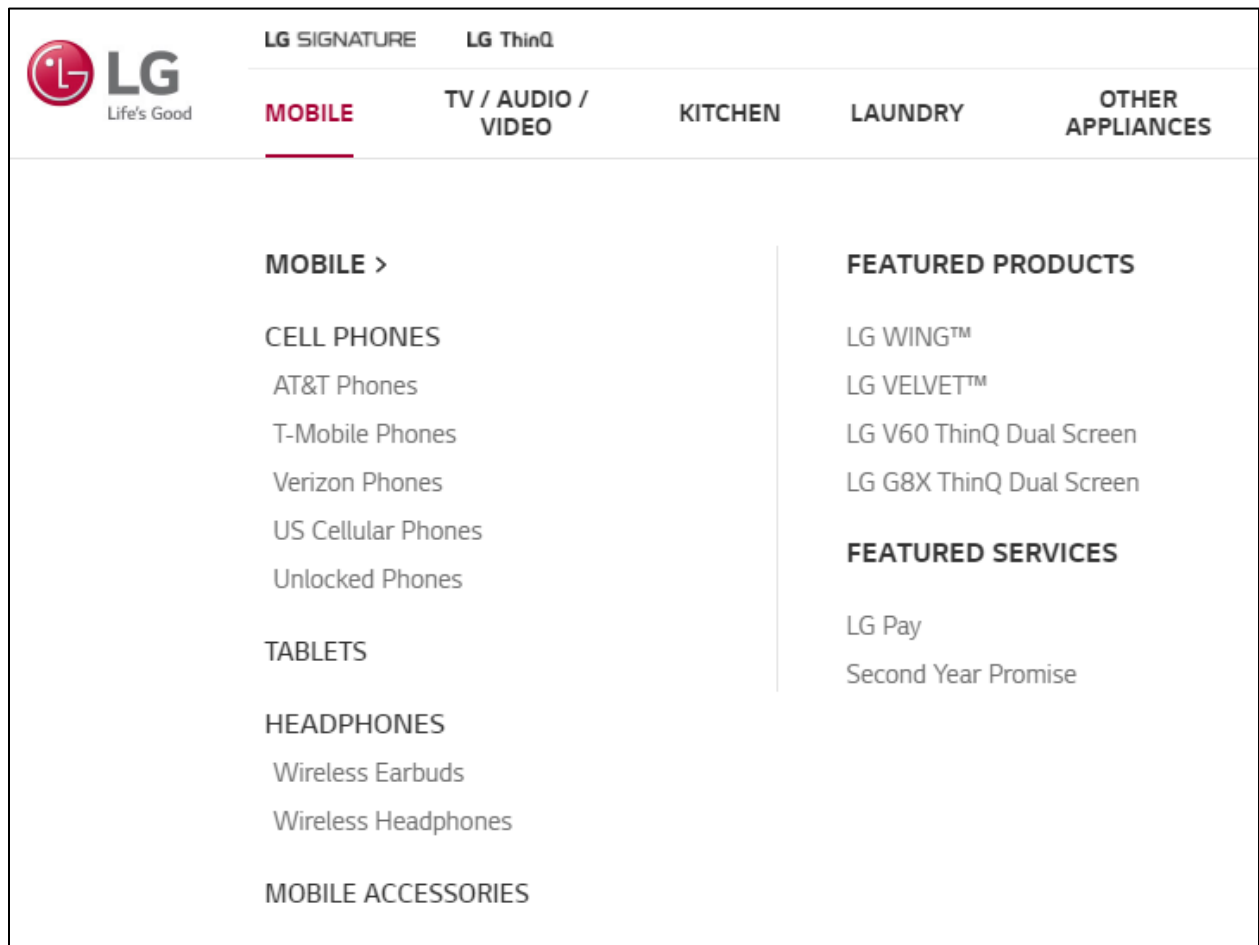 LG SIGNATURE LG ThinQ
LG
Life's Good
MOBILE
TV / AUDIO /
VIDEO
KITCHEN
LAUNDRY
OTHER
APPLIANCES
MOBILE >
CELL PHONES
AT&T Phones
T-Mobile Phones
Verizon Phones
US Cellular Phones
Unlocked Phones
TABLETS
HEADPHONES
Wireless Earbuds
Wireless Headphones
MOBILE ACCESSORIES
FEATURED PRODUCTS
LG WING™
LG VELVET™
LG V60 ThinQ Dual Screen
LG G8X ThinQ Dual Screen
FEATURED SERVICES
LG Pay
Second Year Promise